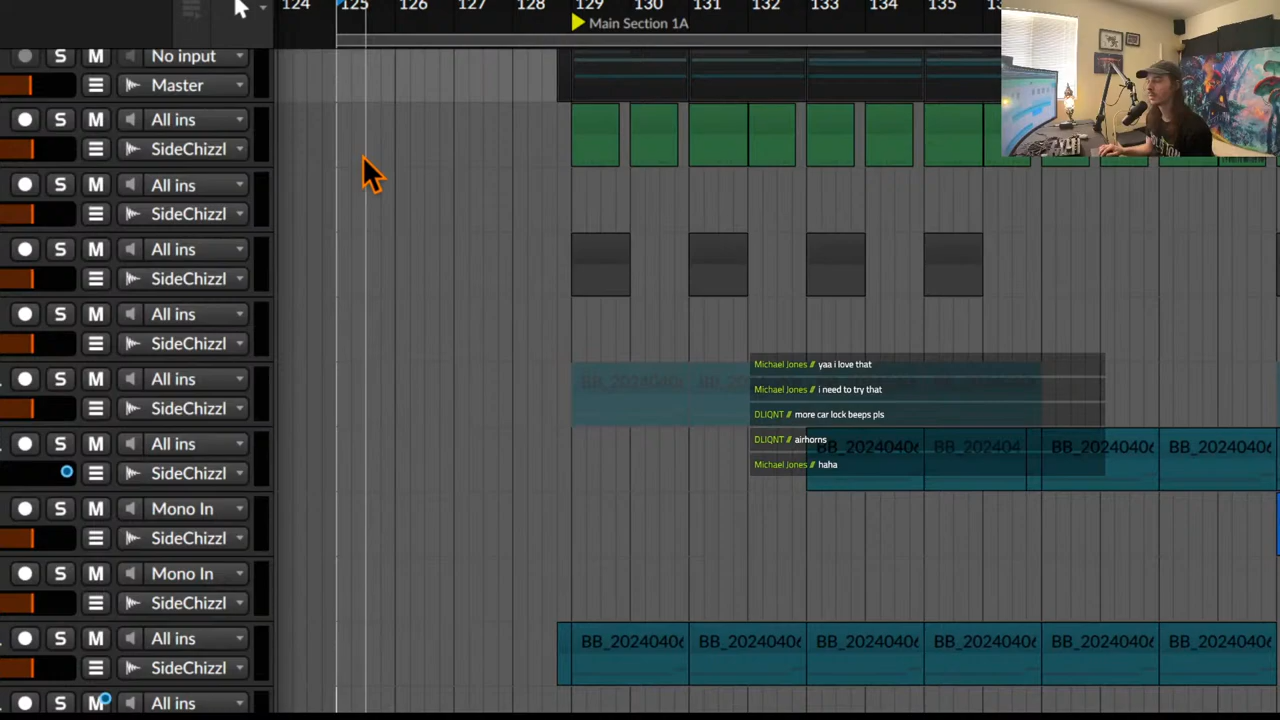 124 125 126 127 128 129 130 131 132 133 134 135
Main Section 1A
S M No input
Master
S M All ins
SideChizzl
S M All ins
SideChizzl
S M All ins
SideChizzl
S M All ins
SideChizzl
S M All ins
SideChizzl
S M All ins
SideChizzl
S M Mono In
SideChizzl
S M Mono In
SideChizzl
S M All ins
SideChizzl
S M All ins
Michael Jones // yaa i love that
Michael Jones // i need to try that
DLIQNT // more car lock beeps pls
DLIQNT // airhorns
Michael Jones // haha
BB_2024040 BB_202404 BB_2024040 BB_2024040
BB_2024040 BB_2024040 BB_2024040 BB_2024040 BB_2024040 BB_2024040